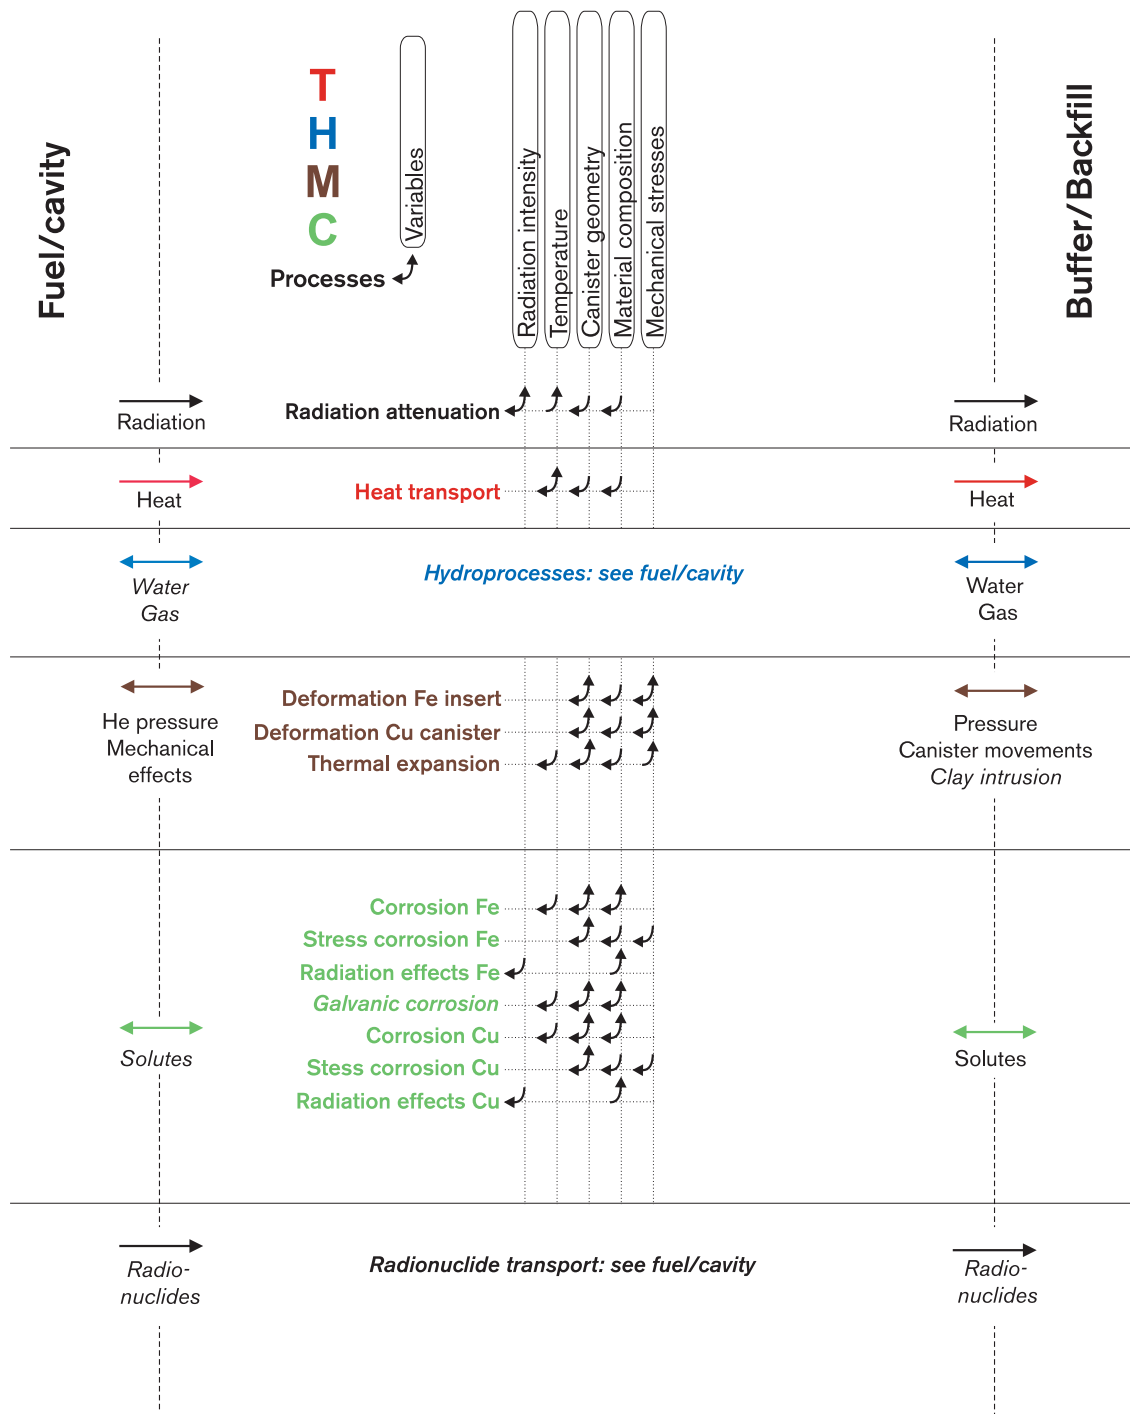 Fuel/cavity
T
H
M
C
Variables
Processes
Radiation intensity
Temperature
Canister geometry
Material composition
Mechanical stresses
Buffer/Backfill
Radiation
Radiation attenuation
Radiation
Heat
Heat transport
Heat
Water
Gas
Hydroprocesses: see fuel/cavity
Water
Gas
He pressure
Mechanical
effects
Deformation Fe insert
Deformation Cu canister
Thermal expansion
Pressure
Canister movements
Clay intrusion
Corrosion Fe
Stress corrosion Fe
Radiation effects Fe
Galvanic corrosion
Corrosion Cu
Stess corrosion Cu
Radiation effects Cu
Solutes
Solutes
Radio-
nuclides
Radionuclide transport: see fuel/cavity
Radio-
nuclides